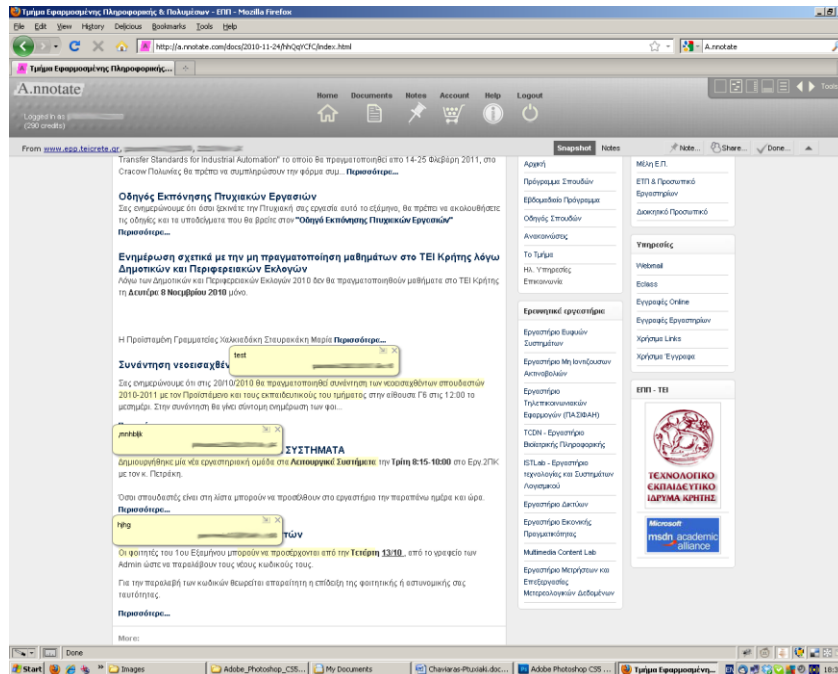 Τμήμα Εφαρμοσμένης Πληροφορικής & Πολυμέσων - ΕΠΠ - Mozilla Firefox
File Edit View History Delicious Bookmarks Tools Help
http://a.nnotate.com/docs/2010-11-24/hhQqYCfC/index.html
A.nnotate
Τμήμα Εφαρμοσμένης Πληροφορικής...
A.nnotate
Home Documents Notes Account Help Logout
Tools
Logged in as
(290 credits)
From www.epp.teicrete.gr,
Snapshot Notes
Note... Share... Done...
Transfer Standards for Industrial Automation" το οποίο θα πραγματοποιηθεί απο 14-25 Φλεβάρη 2011, στο
Cracow Πολωνίας θα πρέπει να συμπληρώσουν την φόρμα συμ... Περισσότερα...
Οδηγός Εκπόνησης Πτυχιακών Εργασιών
Σας ενημερώνουμε ότι όσοι ξεκινάτε την Πτυχιακή σας εργασία αυτό το εξάμηνο, θα πρέπει να ακολουθήσετε
τις οδηγίες και τα υποδείγματα που θα βρείτε στον "Οδηγό Εκπόνησης Πτυχιακών Εργασιών"
Περισσότερα...
Ενημέρωση σχετικά με την μη πραγματοποίηση μαθημάτων στο ΤΕΙ Κρήτης λόγω
Δημοτικών και Περιφερειακών Εκλογών
Λόγω των Δημοτικών και Περιφερειακών Εκλογών 2010 δεν θα πραγματοποιηθούν μαθήματα στο ΤΕΙ Κρήτης
τη Δευτέρα 8 Νοεμβρίου 2010 μόνο.
Η Προϊσταμένη Γραμματείας Χαλκιαδάκη Σταυρακάκη Μαρία Περισσότερα...
test
Συνάντηση νεοεισαχθέν
Σας ενημερώνουμε ότι στις 20/10/2010 θα πραγματοποιηθεί συνάντηση των νεοεισαχθέντων σπουδαστών
2010-2011 με τον Προϊστάμενο και τους εκπαιδευτικούς του τμήματος στην αίθουσα Γ6 στις 12:00 το
μεσημέρι. Στην συνάντηση θα γίνει σύντομη ενημέρωση των φοι...
,mnhbljk
ΣΥΣΤΗΜΑΤΑ
Δημιουργήθηκε μία νέα εργαστηριακή ομάδα στα Λειτουργικά Συστήματα την Τρίτη 8:15-10:00 στο Εργ.2ΠΚ
με τον κ. Πετράκη.
Όσοι σπουδαστές είναι στη λίστα μπορούν να προσέλθουν στο εργαστήριο την παραπάνω ημέρα και ώρα.
Περισσότερα...
hjhg
τών
Οι φοιτητές του 1ου Εξαμήνου μπορούν να προσέρχονται από την Τετάρτη 13/10 , από το γραφείο των
Admin ώστε να παραλάβουν τους νέους κωδικούς τους.
Για την παραλαβή των κωδικών θεωρείται απαραίτητη η επίδειξη της φοιτητικής ή αστυνομικής σας
ταυτότητας.
Περισσότερα...
More:
Αρχική
Πρόγραμμα Σπουδών
Εβδομαδιαίο Πρόγραμμα
Οδηγός Σπουδών
Ανακοινώσεις
Το Τμήμα
Ηλ. Υπηρεσίες
Επικοινωνία
Ερευνητικά εργαστήρια
Εργαστήριο Ευφυών
Συστημάτων
Εργαστήριο Μη Ιοντίζουσων
Ακτινοβολιών
Εργαστήριο
Τηλεπικοινωνιακών
Εφαρμογών (ΠΑΣΙΦΑΗ)
TCDN - Εργαστήριο
Βιοϊατρικής Πληροφορικής
ISTLab - Εργαστήριο
τεχνολογίας και Συστημάτων
Λογισμικού
Εργαστήριο Δικτύων
Εργαστήριο Εικονικής
Πραγματικότητας
Multimedia Content Lab
Εργαστήριο Μετρήσεων και
Επεξεργασίας
Μετερεολογικών Δεδομένων
Μέλη Ε.Π.
ΕΤΠ & Προσωπικό
Εργαστηρίων
Διοικητικό Προσωπικό
Υπηρεσίες
Webmail
Eclass
Εγγραφές Online
Εγγραφές Εργαστηρίων
Χρήσιμα Links
Χρήσιμα Έγγραφα
ΕΠΠ - ΤΕΙ
ΤΕΧΝΟΛΟΓΙΚΟ
ΕΚΠΑΙΔΕΥΤΙΚΟ
ΙΔΡΥΜΑ ΚΡΗΤΗΣ
Microsoft
msdn academic
alliance
Done
Start Images Adobe_Photoshop_CS5... My Documents Chaviaras-Ptuxiaki.doc... Adobe Photoshop CS5 ... Τμήμα Εφαρμοσμένη...